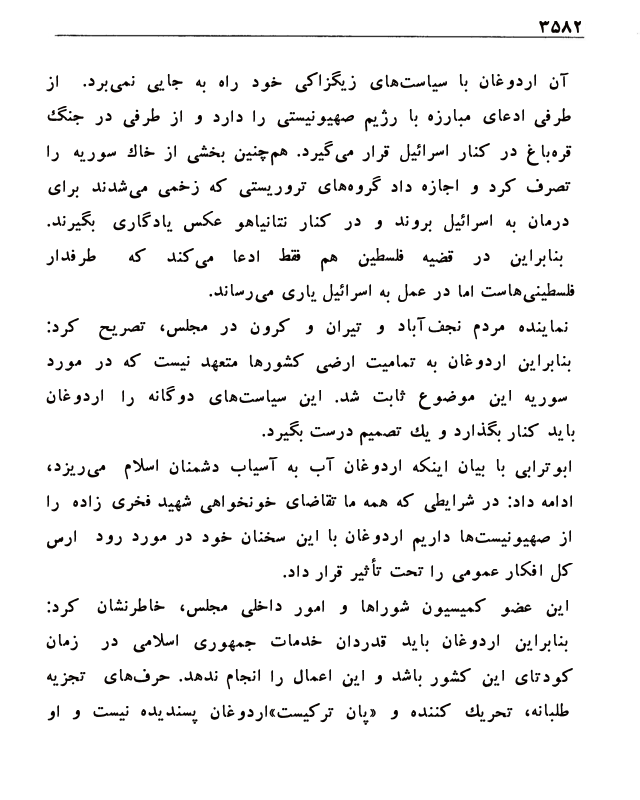 ۳۵۸۲
آن اردوغان با سیاست‌های زیگزاکی خود راه به جایی نمی‌برد. از
طرفی ادعای مبارزه با رژیم صهیونیستی را دارد و از طرفی در جنگ
قره‌باغ در کنار اسرائیل قرار می‌گیرد. هم‌چنین بخشی از خاك سوریه را
تصرف کرد و اجازه داد گروه‌های تروریستی که زخمی می‌شدند برای
درمان به اسرائیل بروند و در کنار نتانیاهو عکس یادگاری بگیرند.
بنابراین در قضیه فلسطین هم فقط ادعا می‌کند که طرفدار
فلسطینی‌هاست اما در عمل به اسرائیل یاری می‌رساند.
نماینده مردم نجف‌آباد و تیران و کرون در مجلس، تصریح کرد:
بنابراین اردوغان به تمامیت ارضی کشورها متعهد نیست که در مورد
سوریه این موضوع ثابت شد. این سیاست‌های دوگانه را اردوغان
باید کنار بگذارد و یك تصمیم درست بگیرد.
ابوترابی با بیان اینکه اردوغان آب به آسیاب دشمنان اسلام می‌ریزد،
ادامه داد: در شرایطی که همه ما تقاضای خونخواهی شهید فخری زاده را
از صهیونیست‌ها داریم اردوغان با این سخنان خود در مورد رود ارس
کل افکار عمومی را تحت تأثیر قرار داد.
این عضو کمیسیون شوراها و امور داخلی مجلس، خاطرنشان کرد:
بنابراین اردوغان باید قدردان خدمات جمهوری اسلامی در زمان
کودتای این کشور باشد و این اعمال را انجام ندهد. حرف‌های تجزیه
طلبانه، تحریك کننده و «پان ترکیست»اردوغان پسندیده نیست و او